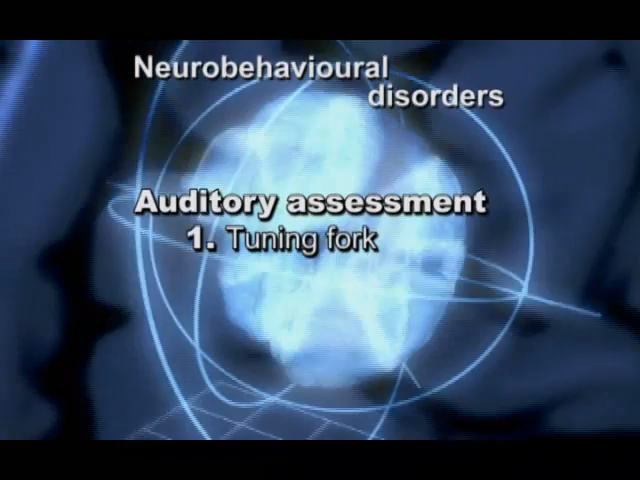 Neurobehavioural
disorders
Auditory assessment
1. Tuning fork